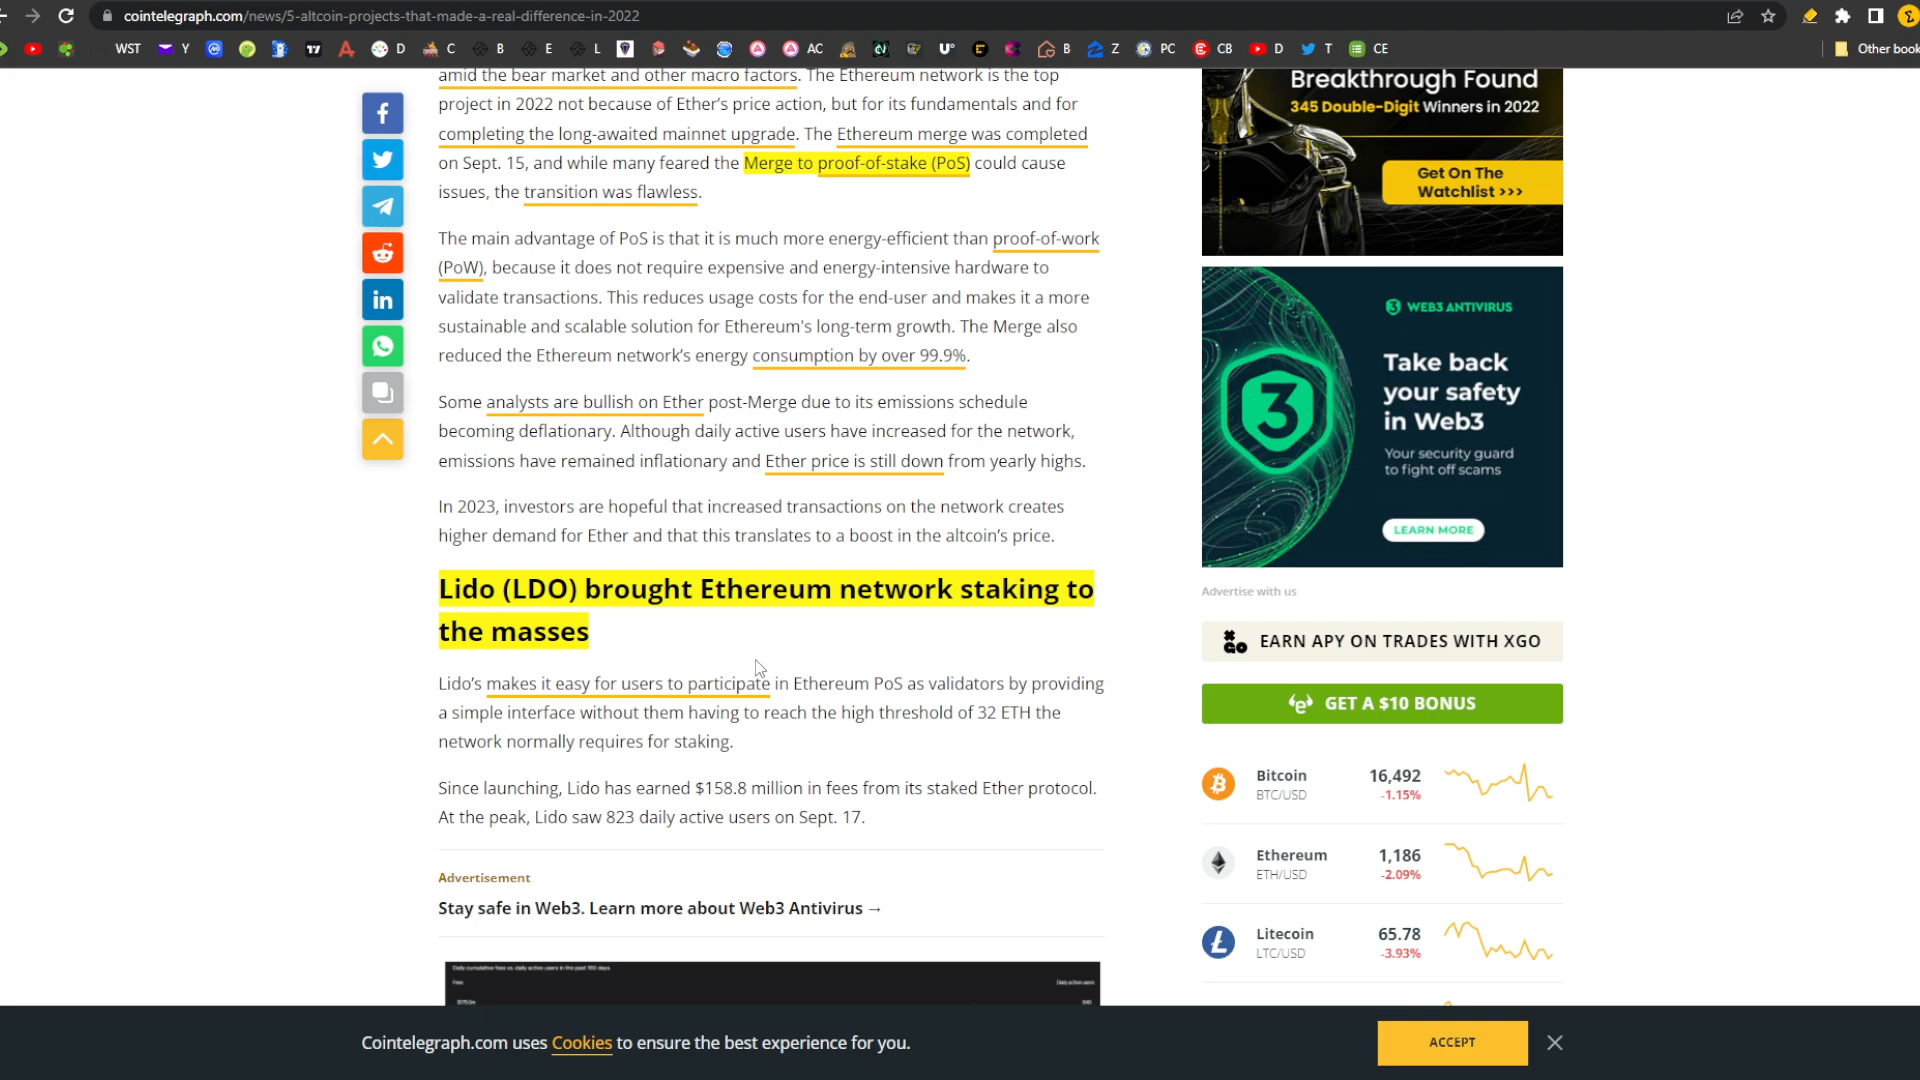 cointelegraph.com/news/5-altcoin-projects-that-made-a-real-difference-in-2022
WST Y D C B E L AC U° B Z PC CB D T CE Other book
amid the bear market and other macro factors. The Ethereum network is the top
project in 2022 not because of Ether's price action, but for its fundamentals and for
completing the long-awaited mainnet upgrade. The Ethereum merge was completed
on Sept. 15, and while many feared the Merge to proof-of-stake (PoS) could cause
issues, the transition was flawless.
The main advantage of PoS is that it is much more energy-efficient than proof-of-work
(PoW), because it does not require expensive and energy-intensive hardware to
validate transactions. This reduces usage costs for the end-user and makes it a more
sustainable and scalable solution for Ethereum's long-term growth. The Merge also
reduced the Ethereum network's energy consumption by over 99.9%.
Some analysts are bullish on Ether post-Merge due to its emissions schedule
becoming deflationary. Although daily active users have increased for the network,
emissions have remained inflationary and Ether price is still down from yearly highs.
In 2023, investors are hopeful that increased transactions on the network creates
higher demand for Ether and that this translates to a boost in the altcoin's price.
Lido (LDO) brought Ethereum network staking to
the masses
Lido's makes it easy for users to participate in Ethereum PoS as validators by providing
a simple interface without them having to reach the high threshold of 32 ETH the
network normally requires for staking.
Since launching, Lido has earned $158.8 million in fees from its staked Ether protocol.
At the peak, Lido saw 823 daily active users on Sept. 17.
Advertisement
Stay safe in Web3. Learn more about Web3 Antivirus →
Daily cumulative fees vs. daily active users in the past 180 days
Fees
Daily active users
Breakthrough Found
345 Double-Digit Winners in 2022
Get On The
Watchlist >>>
WEB3 ANTIVIRUS
3
Take back
your safety
in Web3
Your security guard
to fight off scams
LEARN MORE
Advertise with us
XGO EARN APY ON TRADES WITH XGO
GET A $10 BONUS
Bitcoin 16,492
BTC/USD -1.15%
Ethereum 1,186
ETH/USD -2.09%
Litecoin 65.78
LTC/USD -3.93%
Cointelegraph.com uses Cookies to ensure the best experience for you.
ACCEPT